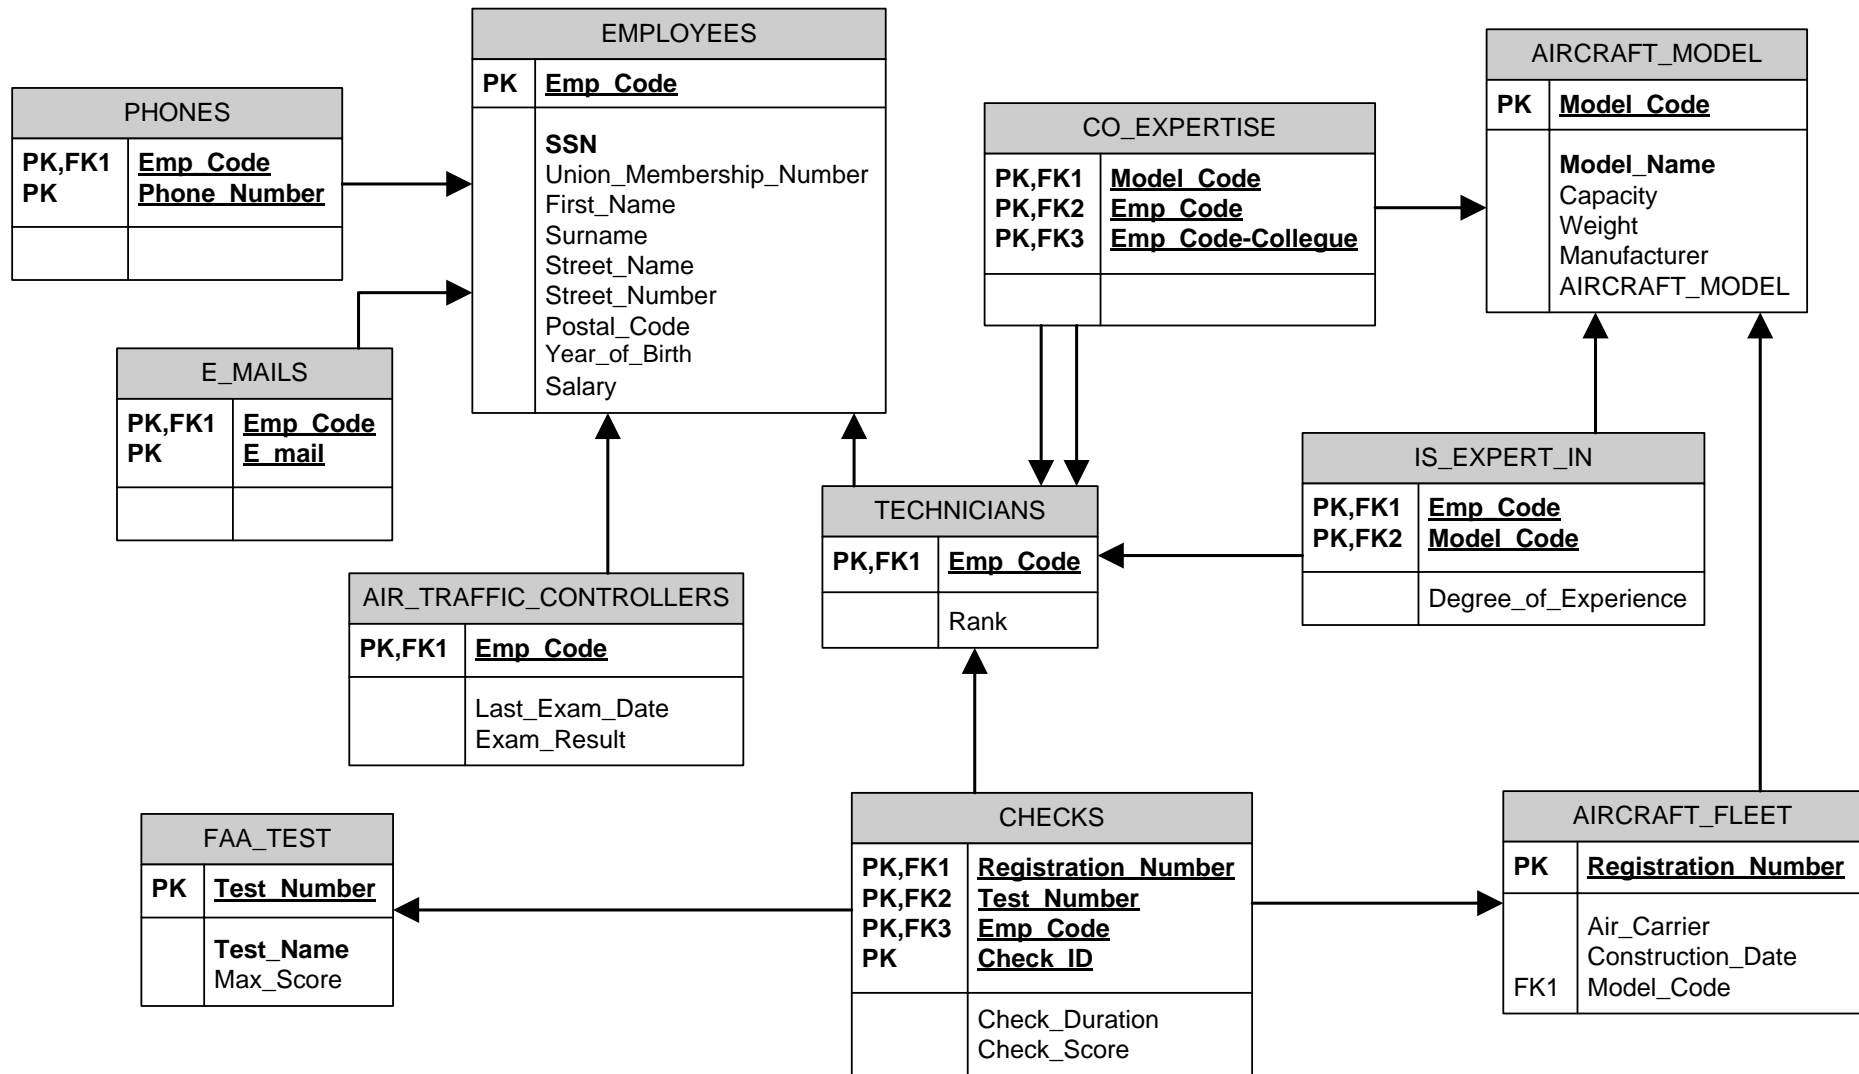 EMPLOYEES
PK Emp_Code
SSN
Union_Membership_Number
First_Name
Surname
Street_Name
Street_Number
Postal_Code
Year_of_Birth
Salary
PHONES
PK,FK1 Emp_Code
PK Phone_Number
E_MAILS
PK,FK1 Emp_Code
PK E_mail
CO_EXPERTISE
PK,FK1 Model_Code
PK,FK2 Emp_Code
PK,FK3 Emp_Code-Collegue
AIRCRAFT_MODEL
PK Model_Code
Model_Name
Capacity
Weight
Manufacturer
AIRCRAFT_MODEL
IS_EXPERT_IN
PK,FK1 Emp_Code
PK,FK2 Model_Code
Degree_of_Experience
TECHNICIANS
PK,FK1 Emp_Code
Rank
AIR_TRAFFIC_CONTROLLERS
PK,FK1 Emp_Code
Last_Exam_Date
Exam_Result
FAA_TEST
PK Test_Number
Test_Name
Max_Score
CHECKS
PK,FK1 Registration_Number
PK,FK2 Test_Number
PK,FK3 Emp_Code
PK Check_ID
Check_Duration
Check_Score
AIRCRAFT_FLEET
PK Registration_Number
Air_Carrier
Construction_Date
FK1 Model_Code